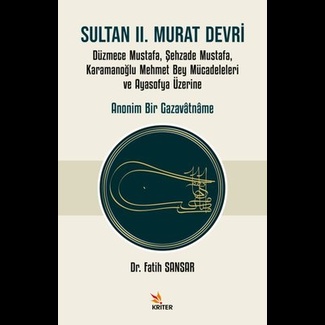 SULTAN II. MURAT DEVRİ
Düzmece Mustafa, Şehzade Mustafa,
Karamanoğlu Mehmet Bey Mücadeleleri
ve Ayasofya Üzerine
Anonim Bir Gazavâtnâme
Dr. Fatih SANSAR
KRİTER